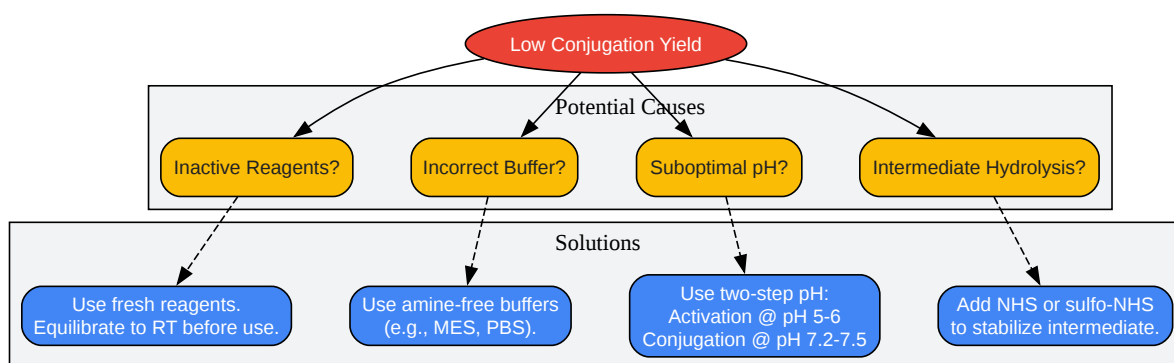 Low Conjugation Yield
Potential Causes
Inactive Reagents?
Incorrect Buffer?
Suboptimal pH?
Intermediate Hydrolysis?
Solutions
Use fresh reagents.
Equilibrate to RT before use.
Use amine-free buffers
(e.g., MES, PBS).
Use two-step pH:
Activation @ pH 5-6
Conjugation @ pH 7.2-7.5
Add NHS or sulfo-NHS
to stabilize intermediate.